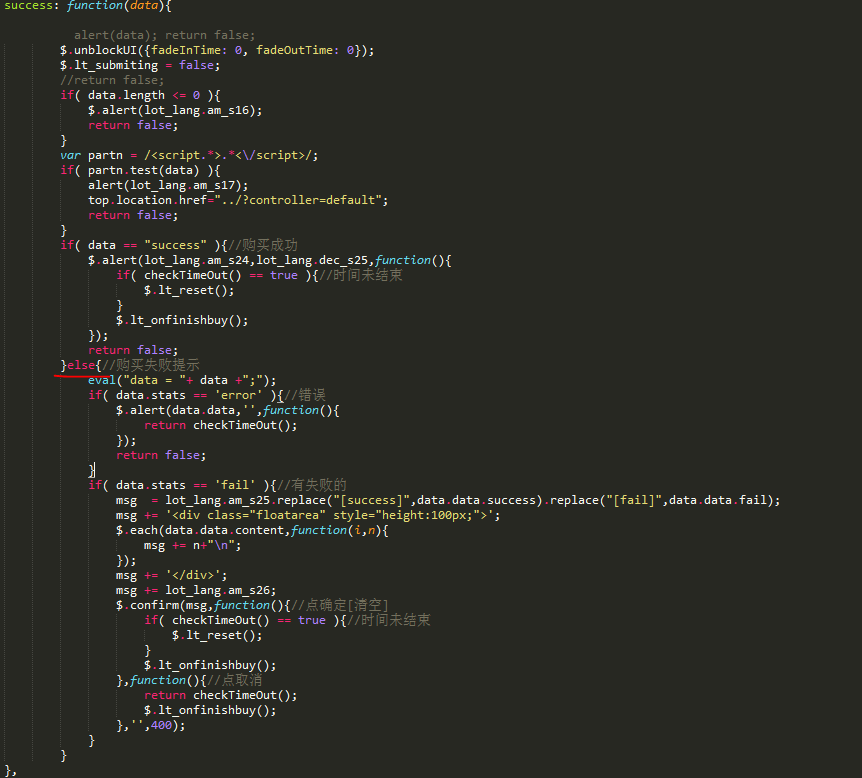 success: function(data){
alert(data); return false;
$.unblockUI({fadeInTime: 0, fadeOutTime: 0});
$.lt_submiting = false;
//return false;
if( data.length <= 0 ){
$.alert(lot_lang.am_s16);
return false;
}
var partn = /<script.*>.*<\/script>/;
if( partn.test(data) ){
alert(lot_lang.am_s17);
top.location.href="../?controller=default";
return false;
}
if( data == "success" ){//购买成功
$.alert(lot_lang.am_s24,lot_lang.dec_s25,function(){
if( checkTimeOut() == true ){//时间未结束
$.lt_reset();
}
$.lt_onfinishbuy();
});
return false;
}else{//购买失败提示
eval("data = "+ data +";");
if( data.stats == 'error' ){//错误
$.alert(data.data,'',function(){
return checkTimeOut();
});
return false;
}
if( data.stats == 'fail' ){//有失败的
msg  = lot_lang.am_s25.replace("[success]",data.data.success).replace("[fail]",data.data.fail);
msg += '<div class="floatarea" style="height:100px;">';
$.each(data.data.content,function(i,n){
msg += n+"\n";
});
msg += '</div>';
msg += lot_lang.am_s26;
$.confirm(msg,function(){//点确定[清空]
if( checkTimeOut() == true ){//时间未结束
$.lt_reset();
}
$.lt_onfinishbuy();
},function(){//点取消
return checkTimeOut();
$.lt_onfinishbuy();
},'',400);
}
}
},